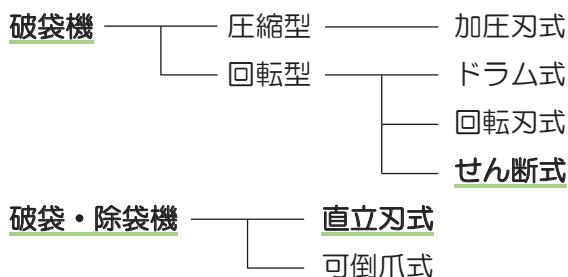 破袋機 圧縮型 加圧刃式
回転型 ドラム式
回転刃式
せん断式
破袋・除袋機 直立刃式
可倒爪式